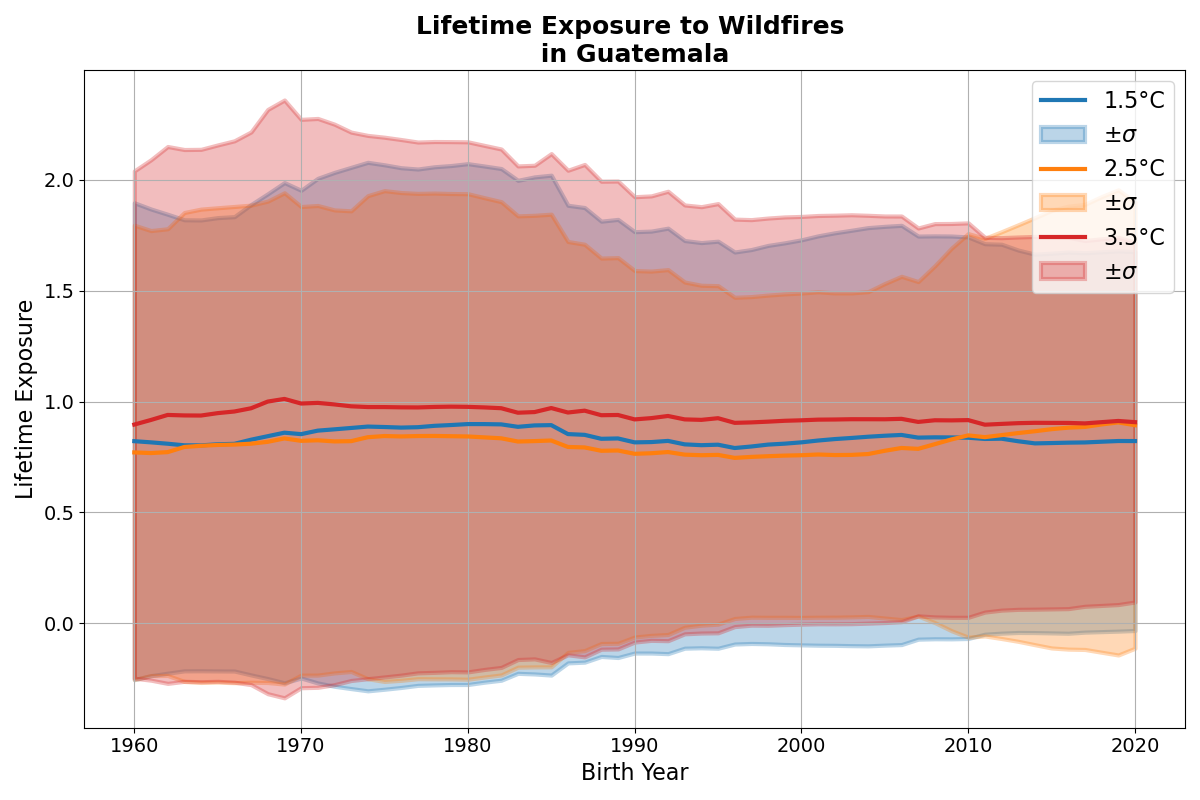 Lifetime Exposure to Wildfires
in Guatemala
Lifetime Exposure
2.0
1.5
1.0
0.5
0.0
1960
1970
1980
1990
2000
2010
2020
Birth Year
1.5°C
±σ
2.5°C
±σ
3.5°C
±σ